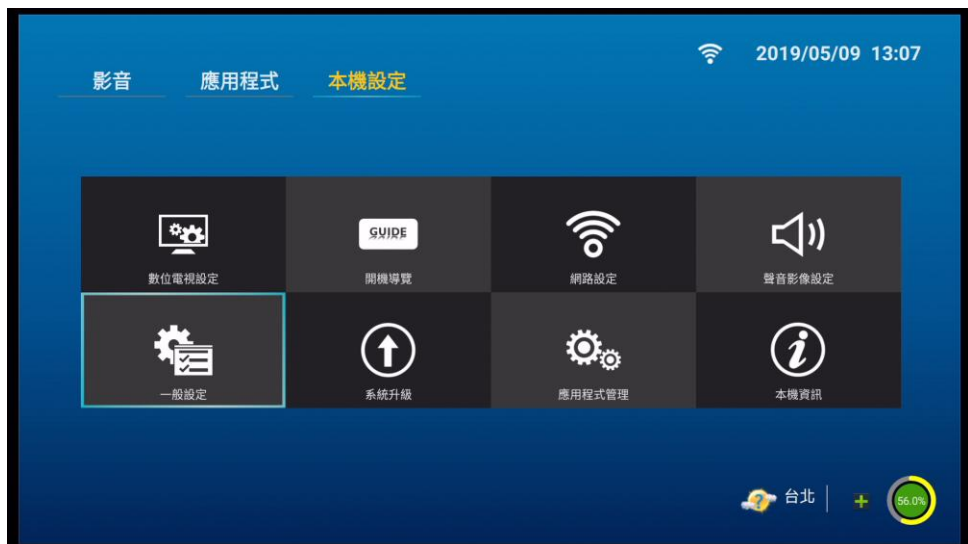 2019/05/09 13:07
影音 應用程式 本機設定
GUIDE
數位電視設定 開機導覽 網路設定 聲音影像設定
一般設定 系統升級 應用程式管理 本機資訊
台北
56.0%